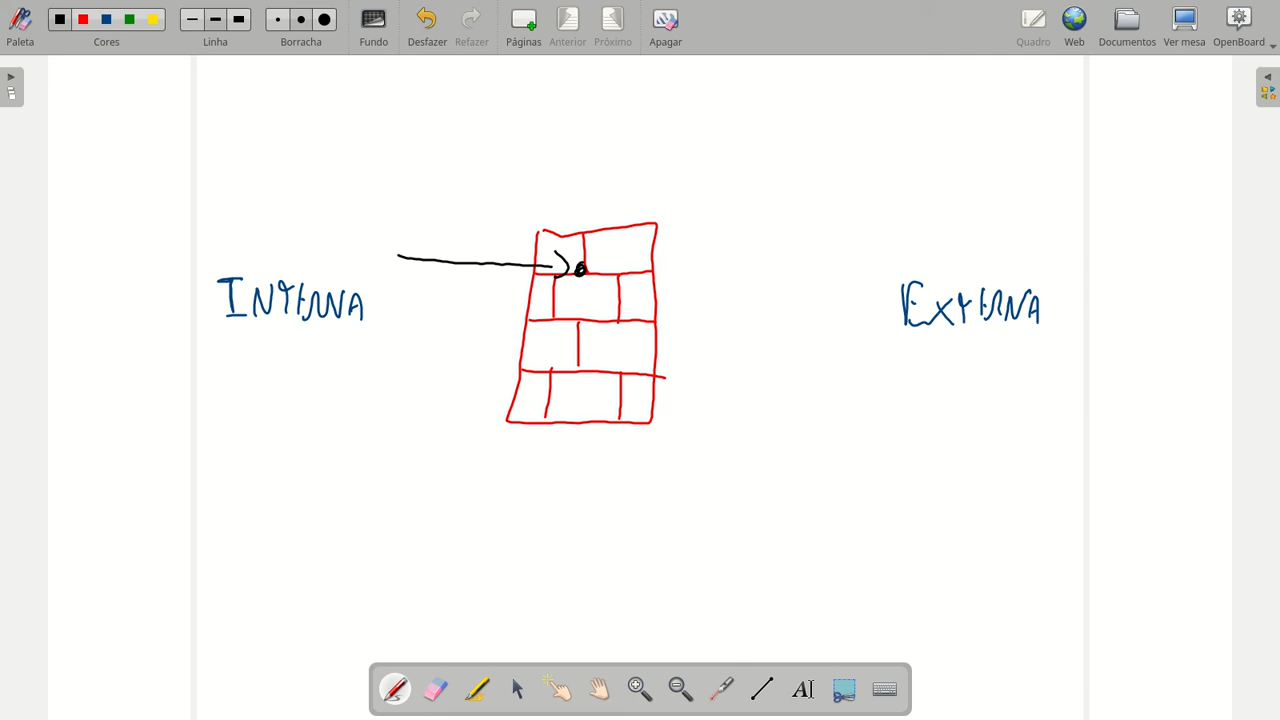 Paleta
Cores
Linha
Borracha
Fundo
Desfazer
Refazer
Páginas
Anterior
Próximo
Apagar
Quadro
Web
Documentos
Ver mesa
OpenBoard
INTERNA
EXTERNA